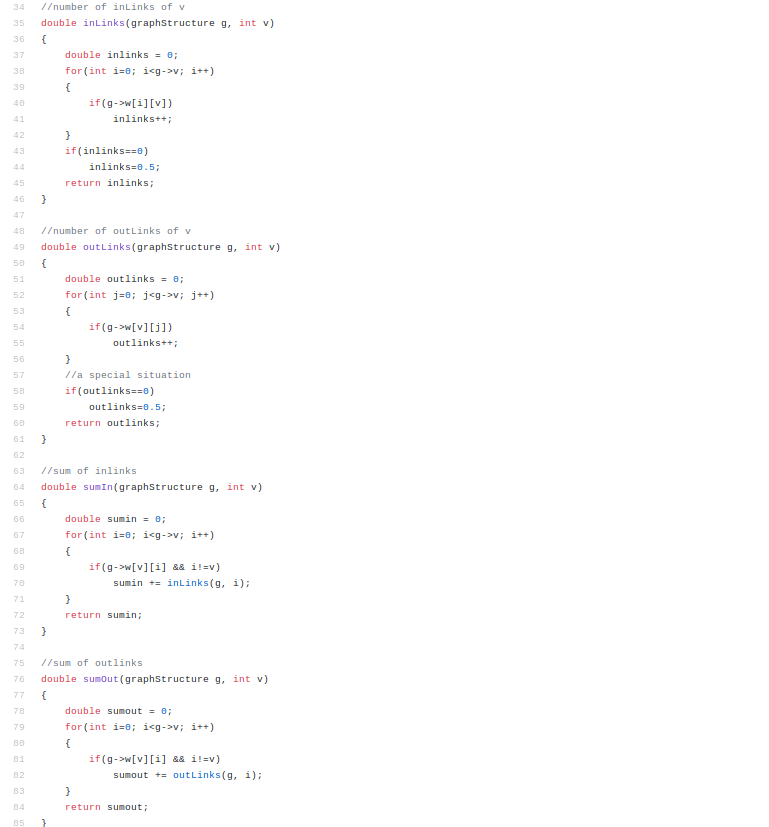 34 //number of inLinks of v
35 double inLinks(graphStructure g, int v)
36 {
37     double inlinks = 0;
38     for(int i=0; i<g->v; i++)
39     {
40         if(g->w[i][v])
41             inlinks++;
42     }
43     if(inlinks==0)
44         inlinks=0.5;
45     return inlinks;
46 }
47
48 //number of outLinks of v
49 double outLinks(graphStructure g, int v)
50 {
51     double outlinks = 0;
52     for(int j=0; j<g->v; j++)
53     {
54         if(g->w[v][j])
55             outlinks++;
56     }
57     //a special situation
58     if(outlinks==0)
59         outlinks=0.5;
60     return outlinks;
61 }
62
63 //sum of inlinks
64 double sumIn(graphStructure g, int v)
65 {
66     double sumin = 0;
67     for(int i=0; i<g->v; i++)
68     {
69         if(g->w[v][i] && i!=v)
70             sumin += inLinks(g, i);
71     }
72     return sumin;
73 }
74
75 //sum of outlinks
76 double sumOut(graphStructure g, int v)
77 {
78     double sumout = 0;
79     for(int i=0; i<g->v; i++)
80     {
81         if(g->w[v][i] && i!=v)
82             sumout += outLinks(g, i);
83     }
84     return sumout;
85 }